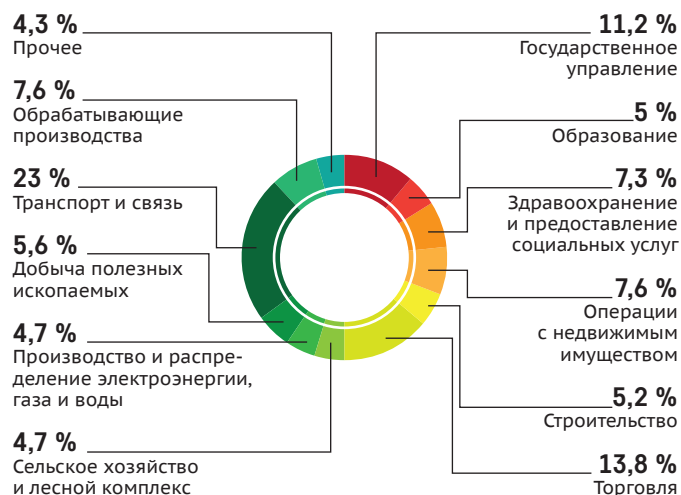 4,3 %
Прочее
7,6 %
Обрабатывающие
производства
23 %
Транспорт и связь
5,6 %
Добыча полезных
ископаемых
4,7 %
Производство и распре-
деление электроэнергии,
газа и воды
4,7 %
Сельское хозяйство
и лесной комплекс
11,2 %
Государственное
управление
5 %
Образование
7,3 %
Здравоохранение
и предоставление
социальных услуг
7,6 %
Операции
с недвижимым
имуществом
5,2 %
Строительство
13,8 %
Торговля